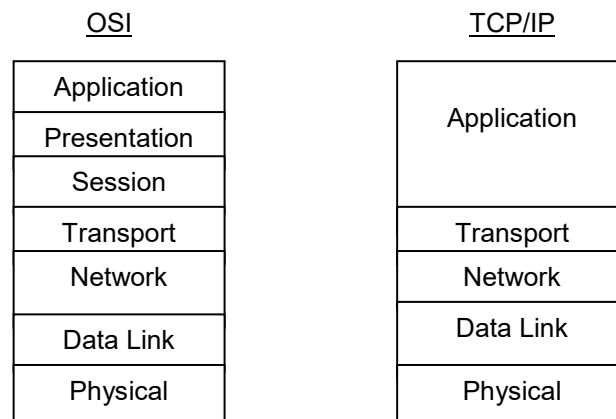 OSI
Application
Presentation
Session
Transport
Network
Data Link
Physical
TCP/IP
Application
Transport
Network
Data Link
Physical